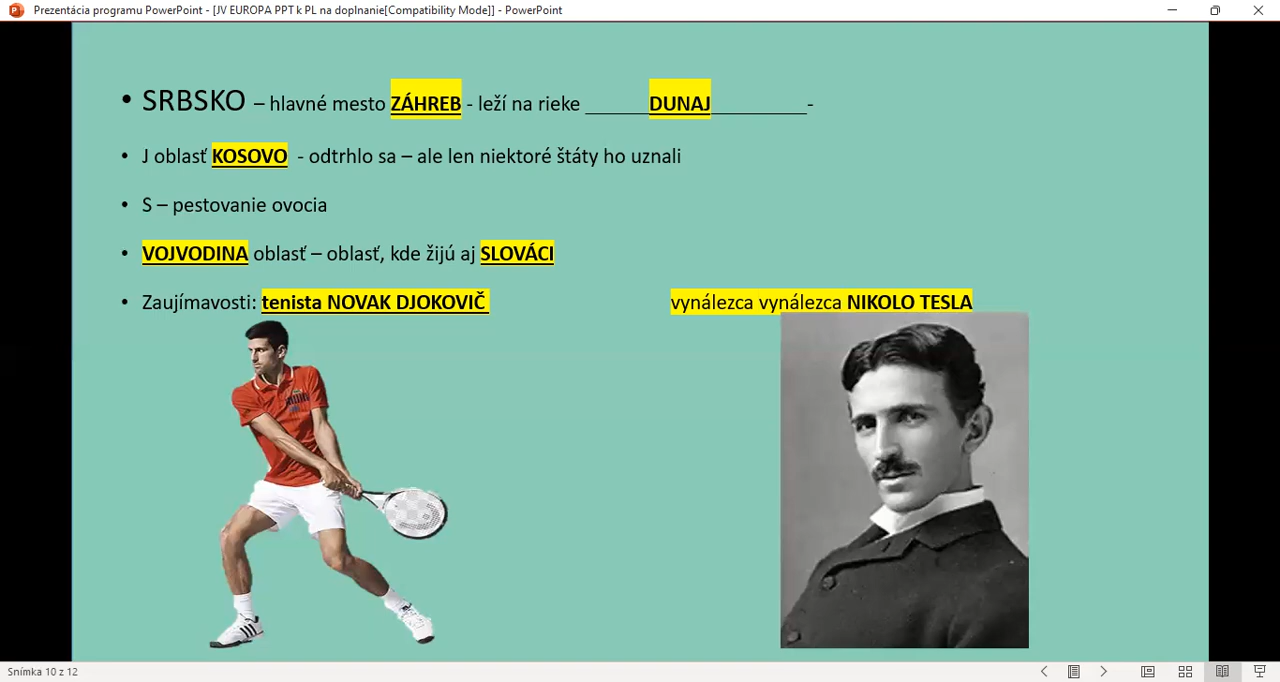 Prezentácia programu PowerPoint - [JV EUROPA PPT k PL na doplnanie[Compatibility Mode]] - PowerPoint
• SRBSKO – hlavné mesto ZÁHREB - leží na rieke ______DUNAJ_________-
• J oblasť KOSOVO - odtrhlo sa – ale len niektoré štáty ho uznali
• S – pestovanie ovocia
• VOJVODINA oblasť – oblasť, kde žijú aj SLOVÁCI
• Zaujímavosti: tenista NOVAK DJOKOVIČ vynálezca vynálezca NIKOLO TESLA
Snímka 10 z 12